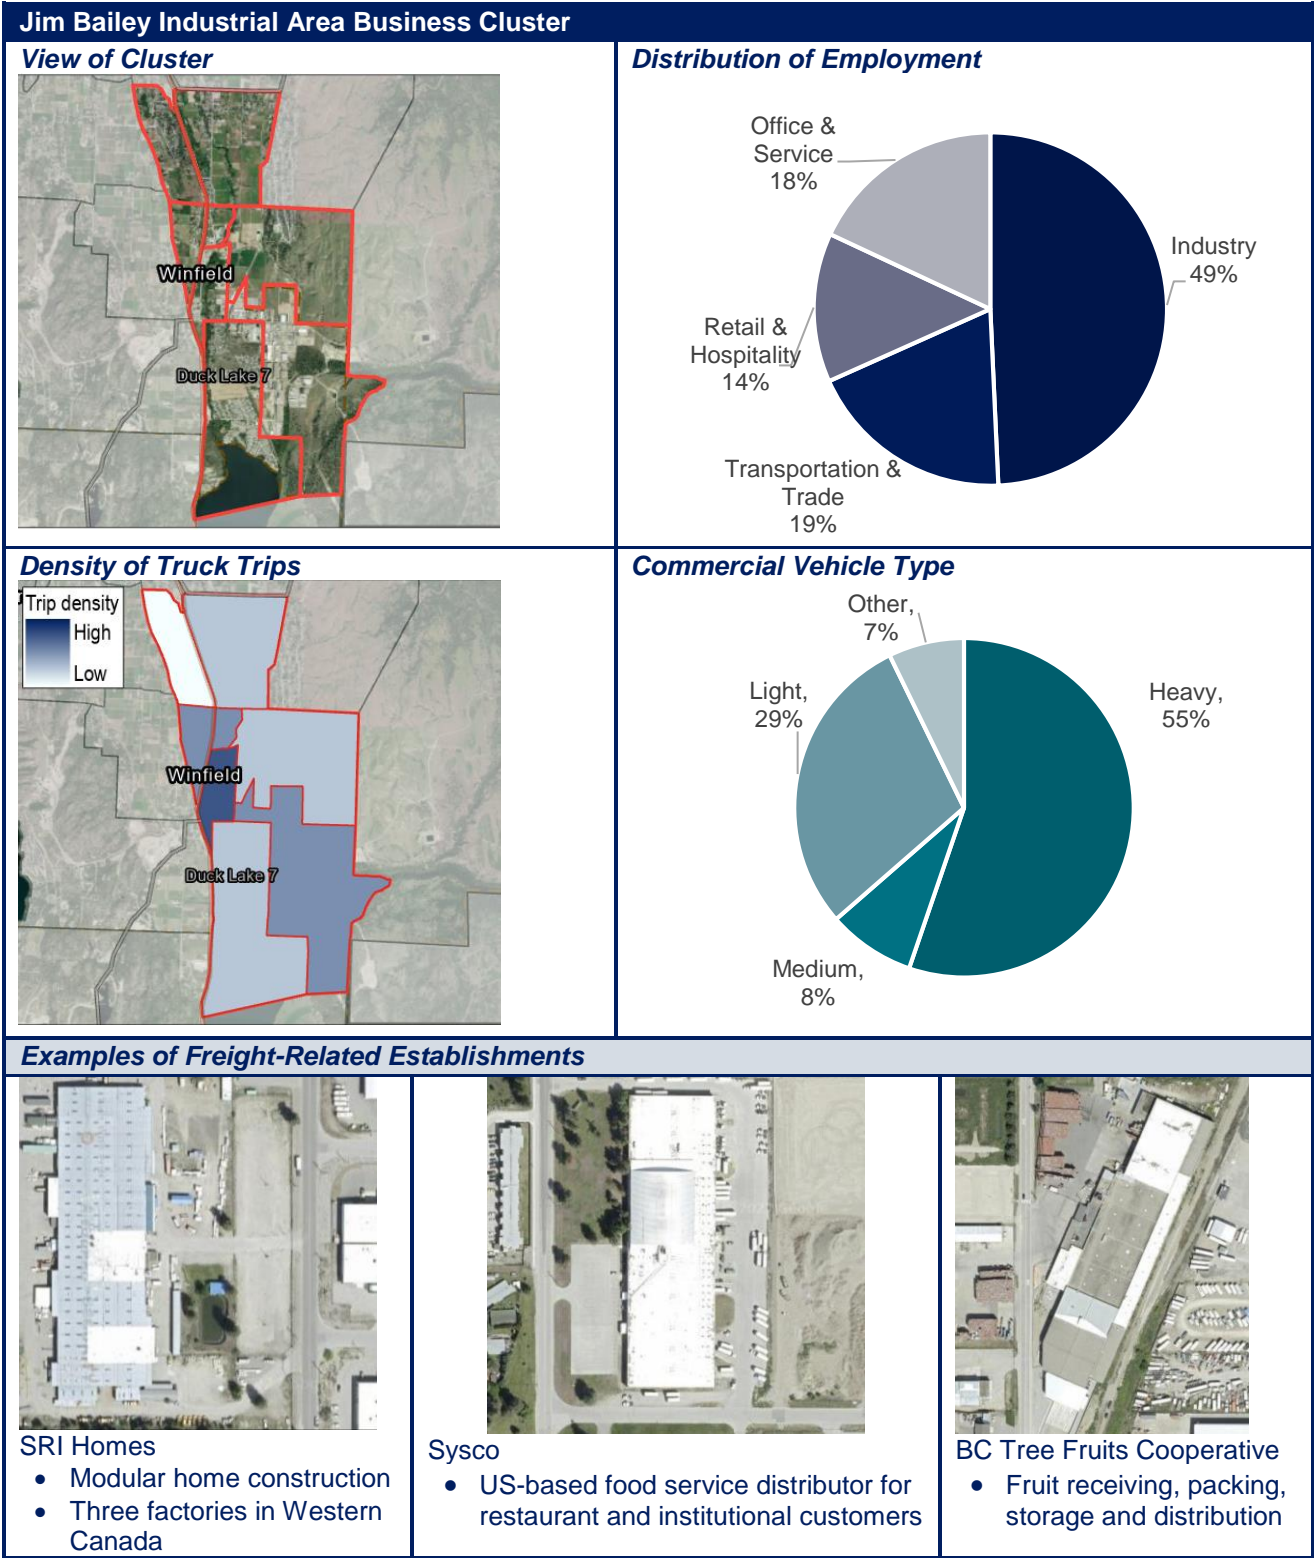 Jim Bailey Industrial Area Business Cluster
View of Cluster
Winfield
Duck Lake 7
Distribution of Employment
Office &
Service
18%
Industry
49%
Retail &
Hospitality
14%
Transportation &
Trade
19%
Density of Truck Trips
Trip density
High
Low
Winfield
Duck Lake 7
Commercial Vehicle Type
Other,
7%
Light,
29%
Heavy,
55%
Medium,
8%
Examples of Freight-Related Establishments
SRI Homes
• Modular home construction
• Three factories in Western
Canada
Sysco
• US-based food service distributor for
restaurant and institutional customers
BC Tree Fruits Cooperative
• Fruit receiving, packing,
storage and distribution